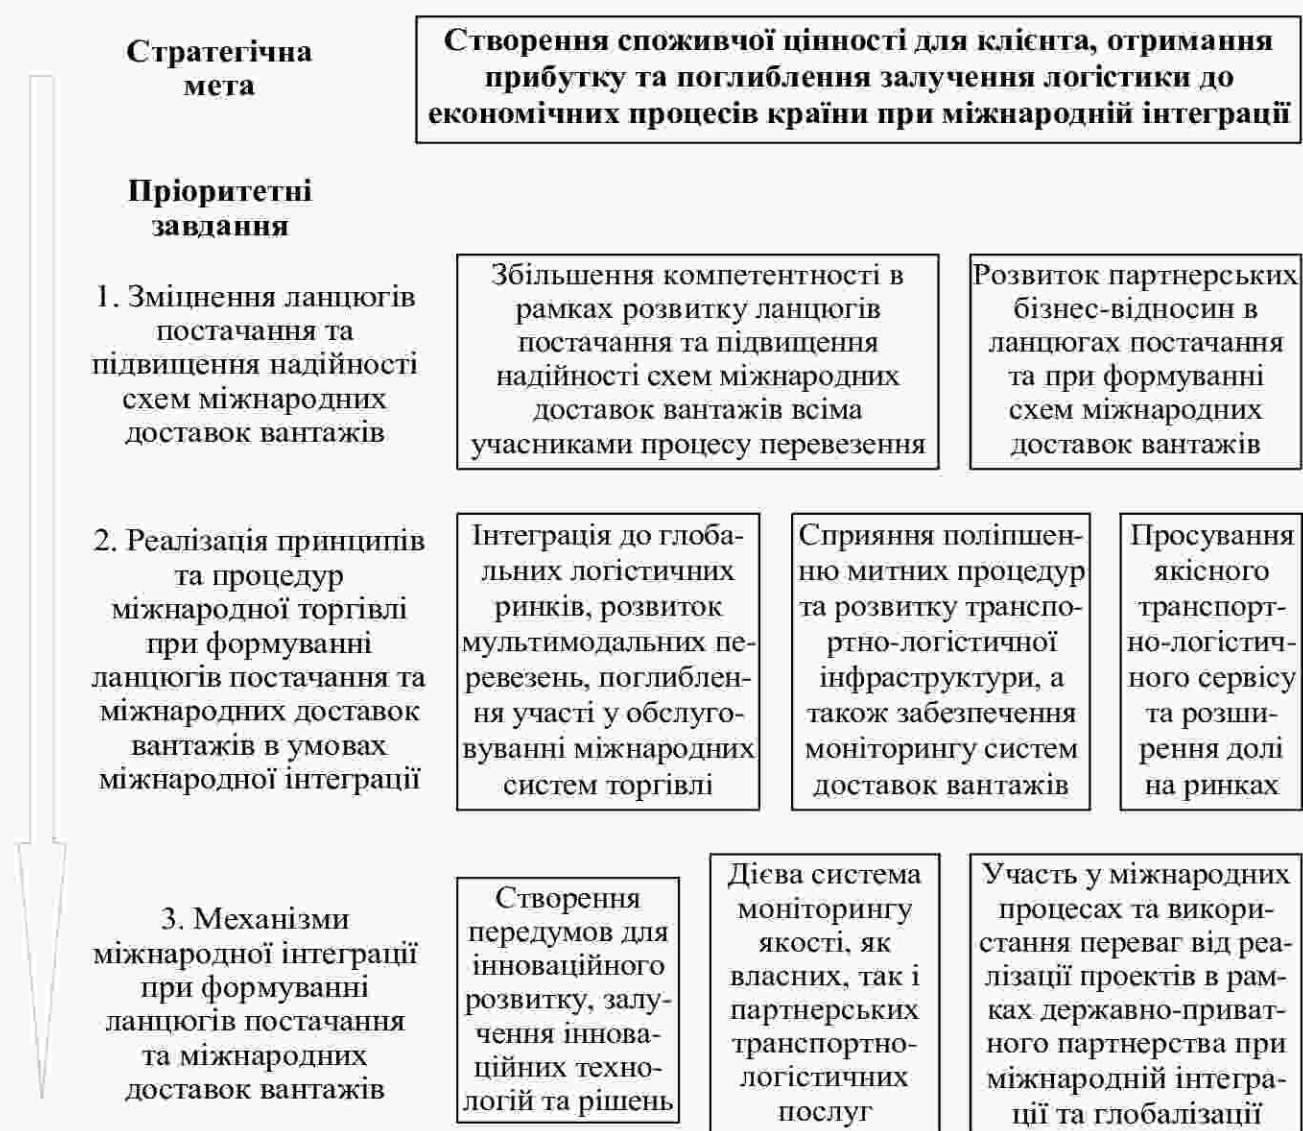 Стратегічна
мета
Створення споживчої цінності для клієнта, отримання
прибутку та поглиблення залучення логістики до
економічних процесів країни при міжнародній інтеграції
Пріоритетні
завдання
1. Зміцнення ланцюгів
постачання та
підвищення надійності
схем міжнародних
доставок вантажів
Збільшення компетентності в
рамках розвитку ланцюгів
постачання та підвищення
надійності схем міжнародних
доставок вантажів всіма
учасниками процесу перевезення
Розвиток партнерських
бізнес-відносин в
ланцюгах постачання
та при формуванні
схем міжнародних
доставок вантажів
2. Реалізація принципів
та процедур
міжнародної торгівлі
при формуванні
ланцюгів постачання та
міжнародних доставок
вантажів в умовах
міжнародної інтеграції
Інтеграція до глоба-
льних логістичних
ринків, розвиток
мультимодальних пе-
ревезень, поглиблен-
ня участі у обслуго-
вуванні міжнародних
систем торгівлі
Сприяння поліпшен-
ню митних процедур
та розвитку транспо-
ртно-логістичної
інфраструктури, а
також забезпечення
моніторингу систем
доставок вантажів
Просування
якісного
транспорт-
но-логістич-
ного сервісу
та розши-
рення долі
на ринках
3. Механізми
міжнародної інтеграції
при формуванні
ланцюгів постачання
та міжнародних
доставок вантажів
Створення
передумов для
інноваційного
розвитку, залу-
чення іннова-
ційних техно-
логій та рішень
Дієва система
моніторингу
якості, як
власних, так і
партнерських
транспортно-
логістичних
послуг
Участь у міжнародних
процесах та викори-
стання переваг від реа-
лізації проектів в рам-
ках державно-приват-
ного партнерства при
міжнародній інтегра-
ції та глобалізації